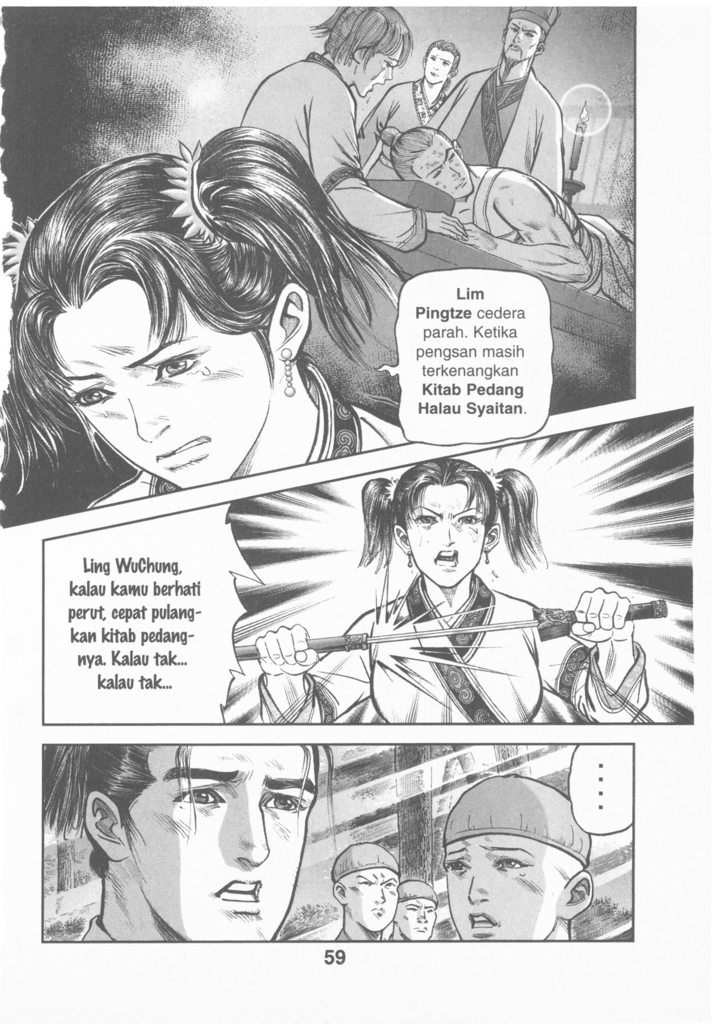 Lim
Pingtze cedera
parah. Ketika
pengsan masih
terkenangkan
Kitab Pedang
Halau Syaitan.
Ling WuChung,
kalau kamu berhati
perut, cepat pulang-
kan kitab pedang-
nya. Kalau tak...
kalau tak...
....
59